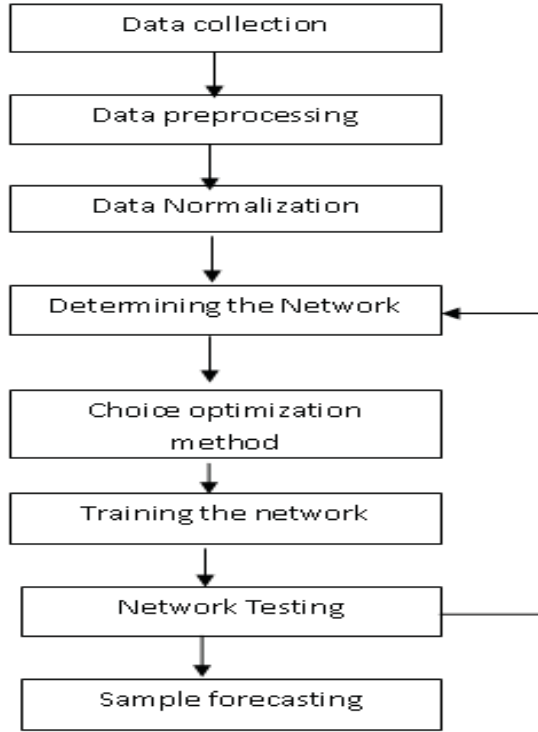 Data collection
Data preprocessing
Data Normalization
Determining the Network
Choice optimization
method
Training the network
Network Testing
Sample forecasting